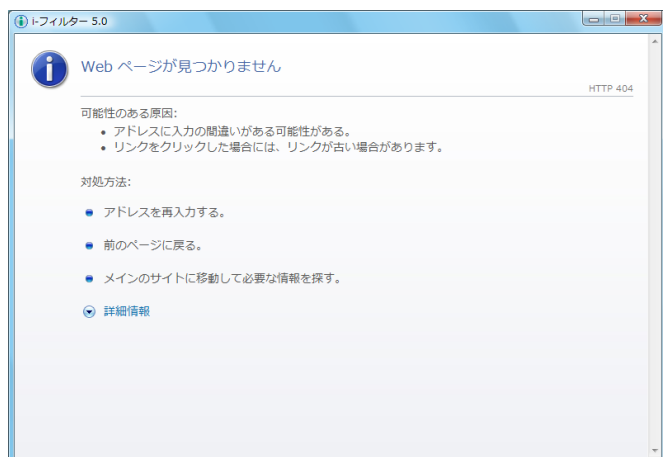 i-フィルター 5.0
Web ページが見つかりません
HTTP 404
可能性のある原因:
• アドレスに入力の間違いがある可能性がある。
• リンクをクリックした場合には、リンクが古い場合があります。
対処方法:
アドレスを再入力する。
前のページに戻る。
メインのサイトに移動して必要な情報を探す。
詳細情報